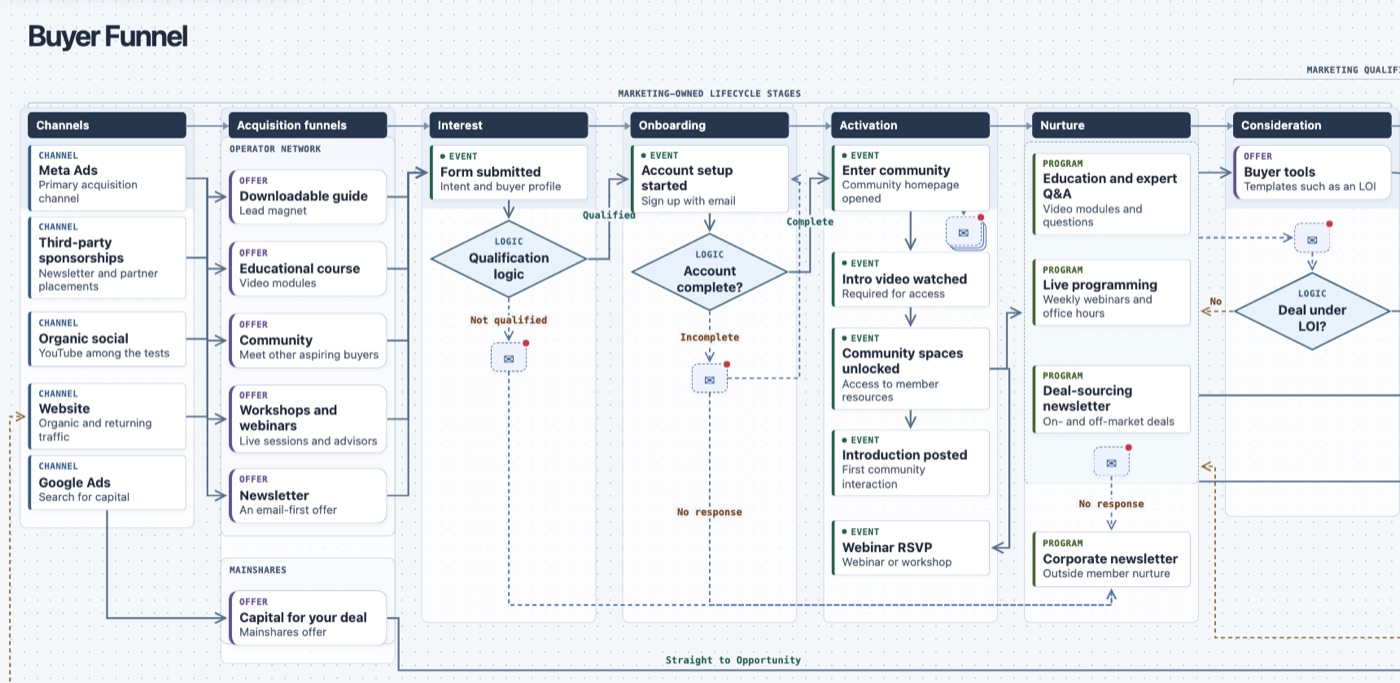 Buyer Funnel
MARKETING QUALIF
MARKETING-OWNED LIFECYCLE STAGES
Channels
CHANNEL
Meta Ads
Primary acquisition
channel
CHANNEL
Third-party
sponsorships
Newsletter and partner
placements
CHANNEL
Organic social
YouTube among the tests
CHANNEL
Website
Organic and returning
traffic
CHANNEL
Google Ads
Search for capital
Acquisition funnels
OPERATOR NETWORK
OFFER
Downloadable guide
Lead magnet
OFFER
Educational course
Video modules
OFFER
Community
Meet other aspiring buyers
OFFER
Workshops and
webinars
Live sessions and advisors
OFFER
Newsletter
An email-first offer
MAINSHARES
OFFER
Capital for your deal
Mainshares offer
Interest
EVENT
Form submitted
Intent and buyer profile
LOGIC
Qualification
logic
Qualified
Not qualified
Onboarding
EVENT
Account setup
started
Sign up with email
LOGIC
Account
complete?
Complete
Incomplete
No response
Activation
EVENT
Enter community
Community homepage
opened
EVENT
Intro video watched
Required for access
EVENT
Community spaces
unlocked
Access to member
resources
EVENT
Introduction posted
First community
interaction
EVENT
Webinar RSVP
Webinar or workshop
Nurture
PROGRAM
Education and expert
Q&A
Video modules and
questions
PROGRAM
Live programming
Weekly webinars and
office hours
PROGRAM
Deal-sourcing
newsletter
On- and off-market deals
No response
PROGRAM
Corporate newsletter
Outside member nurture
Consideration
OFFER
Buyer tools
Templates such as an LOI
LOGIC
Deal under
LOI?
No
Straight to Opportunity